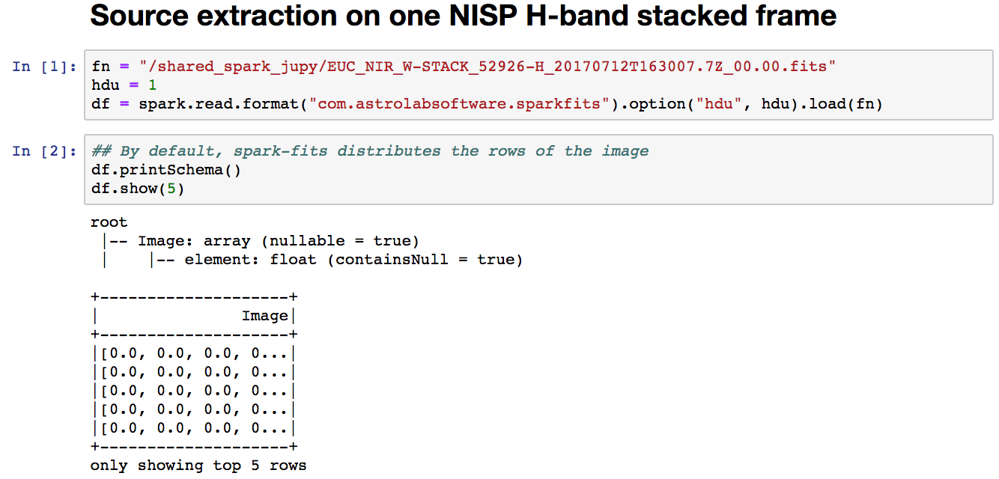 Source extraction on one NISP H-band stacked frame
In [1]: fn = "/shared_spark_jupy/EUC_NIR_W-STACK_52926-H_20170712T163007.7Z_00.00.fits"
hdu = 1
df = spark.read.format("com.astrolabsoftware.sparkfits").option("hdu", hdu).load(fn)
In [2]: ## By default, spark-fits distributes the rows of the image
df.printSchema()
df.show(5)
root
 |-- Image: array (nullable = true)
 |    |-- element: float (containsNull = true)
+--------------------+
|               Image|
+--------------------+
|[0.0, 0.0, 0.0, 0...|
|[0.0, 0.0, 0.0, 0...|
|[0.0, 0.0, 0.0, 0...|
|[0.0, 0.0, 0.0, 0...|
|[0.0, 0.0, 0.0, 0...|
+--------------------+
only showing top 5 rows